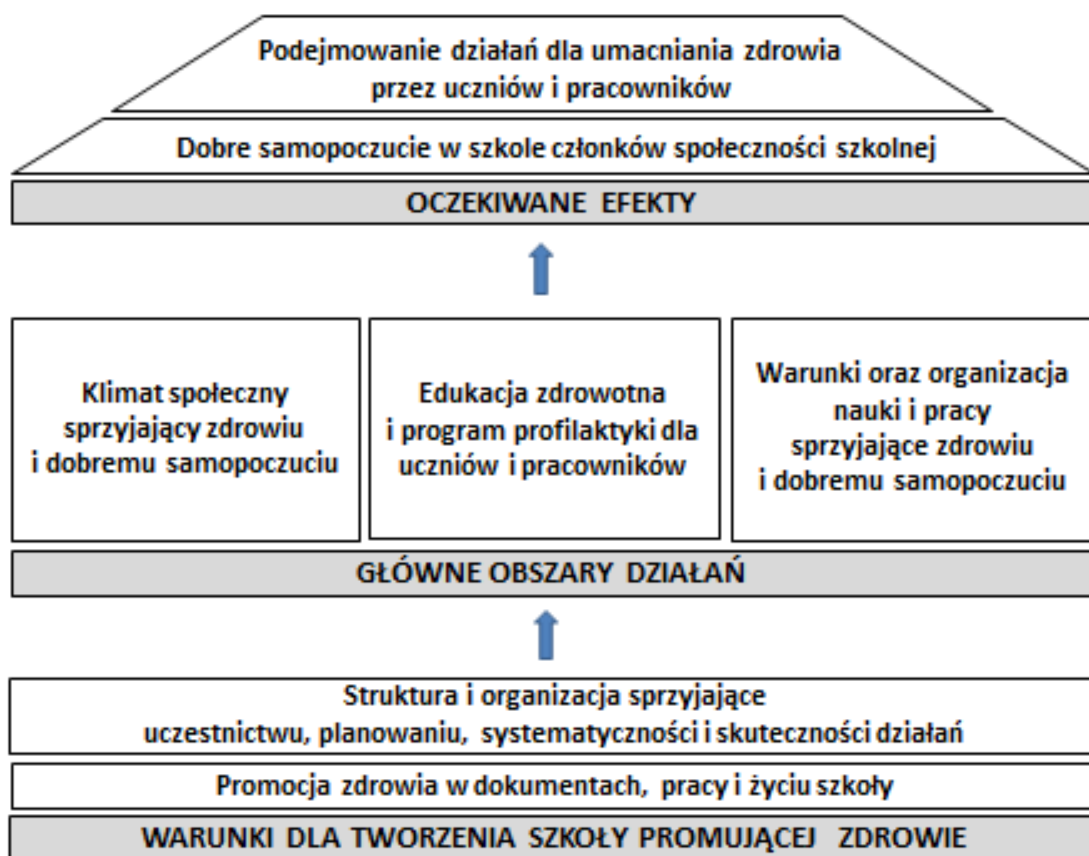 Podejmowanie działań dla umacniania zdrowia
przez uczniów i pracowników
Dobre samopoczucie w szkole członków społeczności szkolnej
OCZEKIWANE EFEKTY
Klimat społeczny
sprzyjający zdrowiu
i dobremu samopoczuciu
Edukacja zdrowotna
i program profilaktyki dla
uczniów i pracowników
Warunki oraz organizacja
nauki i pracy
sprzyjające zdrowiu
i dobremu samopoczuciu
GŁÓWNE OBSZARY DZIAŁAŃ
Struktura i organizacja sprzyjające
uczestnictwu, planowaniu, systematyczności i skuteczności działań
Promocja zdrowia w dokumentach, pracy i życiu szkoły
WARUNKI DLA TWORZENIA SZKOŁY PROMUJĄCEJ ZDROWIE